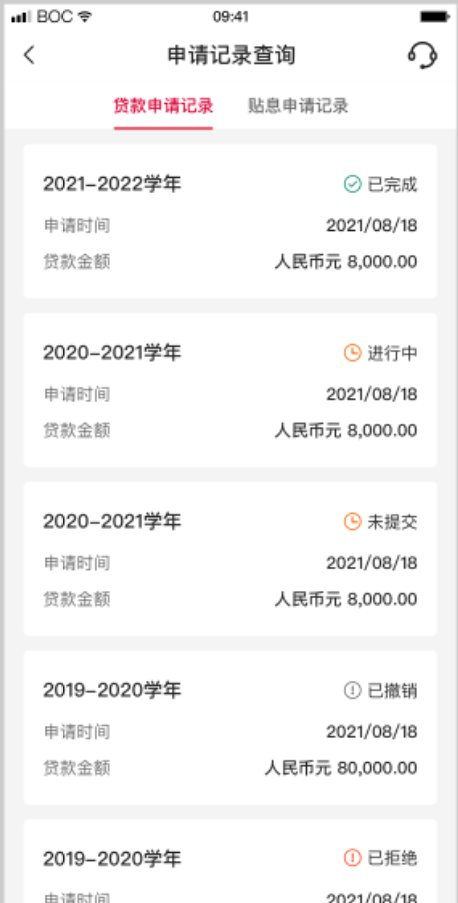 BOC 09:41
申请记录查询
贷款申请记录 贴息申请记录
2021-2022学年 已完成
申请时间 2021/08/18
贷款金额 人民币元 8,000.00
2020-2021学年 进行中
申请时间 2021/08/18
贷款金额 人民币元 8,000.00
2020-2021学年 未提交
申请时间 2021/08/18
贷款金额 人民币元 8,000.00
2019-2020学年 已撤销
申请时间 2021/08/18
贷款金额 人民币元 80,000.00
2019-2020学年 已拒绝
申请时间 2021/08/18